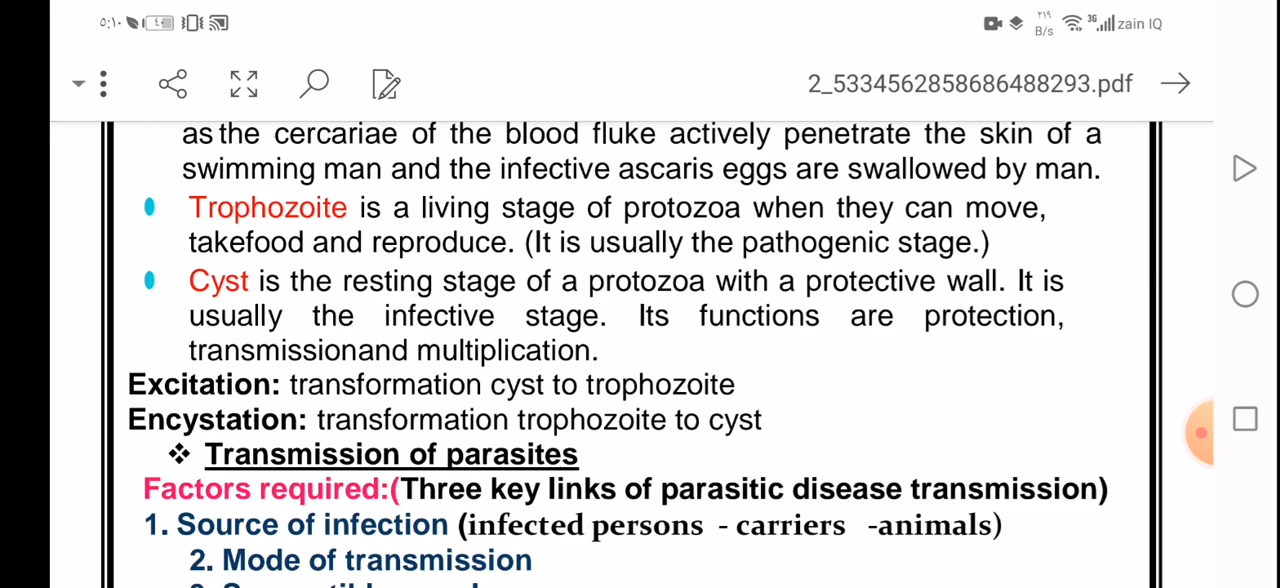 ٥:١٠
٢١٩ B/s 3G zain IQ
2_5334562858686488293.pdf
as the cercariae of the blood fluke actively penetrate the skin of a
swimming man and the infective ascaris eggs are swallowed by man.
Trophozoite is a living stage of protozoa when they can move,
takefood and reproduce. (It is usually the pathogenic stage.)
Cyst is the resting stage of a protozoa with a protective wall. It is
usually the infective stage. Its functions are protection,
transmissionand multiplication.
Excitation: transformation cyst to trophozoite
Encystation: transformation trophozoite to cyst
❖ Transmission of parasites
Factors required:(Three key links of parasitic disease transmission)
1. Source of infection (infected persons - carriers -animals)
2. Mode of transmission